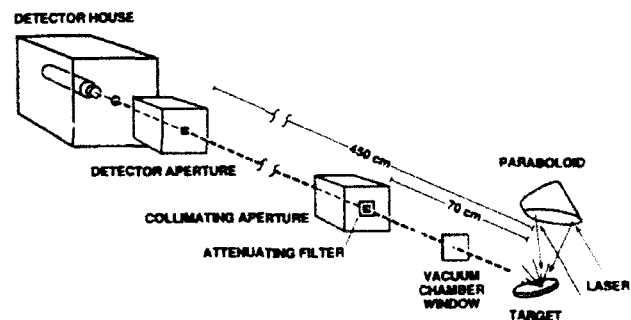 DETECTOR HOUSE
450 cm
PARABOLOID
DETECTOR APERTURE
70 cm
COLLIMATING APERTURE
ATTENUATING FILTER
VACUUM
CHAMBER
WINDOW
LASER
TARGET